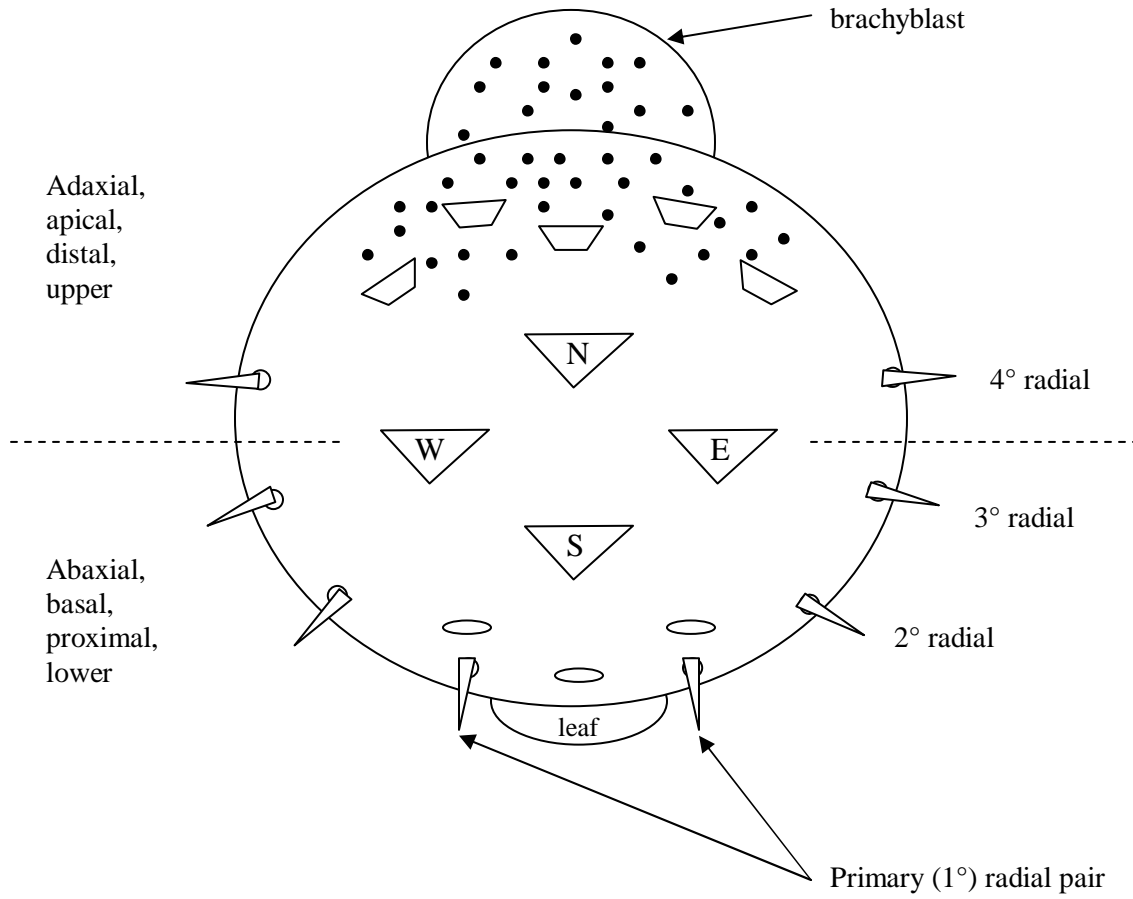 brachyblast
Adaxial,
apical,
distal,
upper
N
4° radial
W
E
3° radial
S
Abaxial,
basal,
proximal,
lower
2° radial
leaf
Primary (1°) radial pair